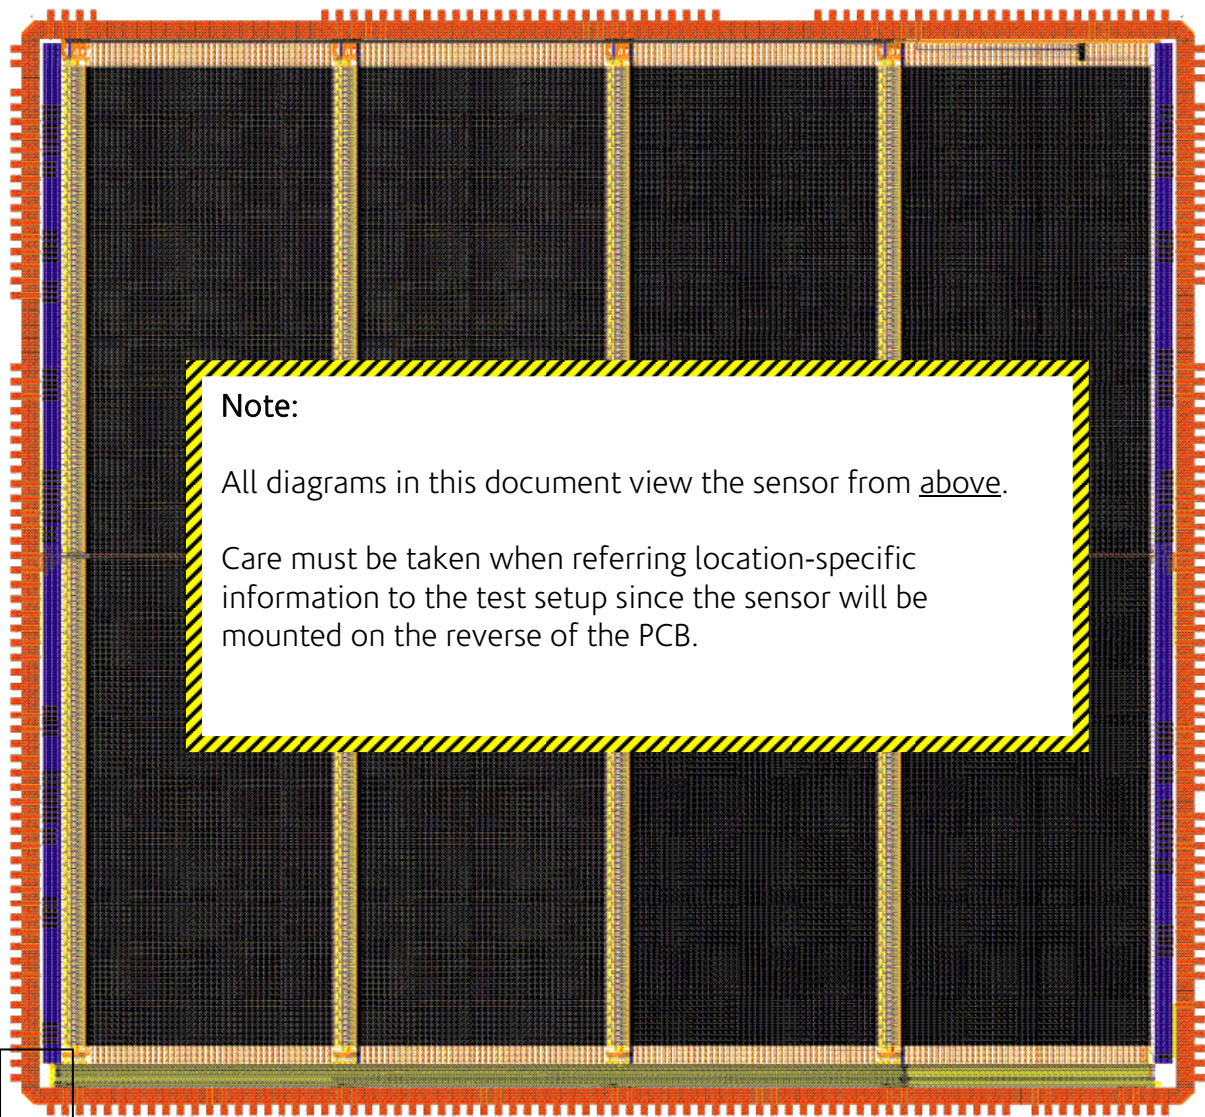 Note:
All diagrams in this document view the sensor from above.
Care must be taken when referring location-specific
information to the test setup since the sensor will be
mounted on the reverse of the PCB.